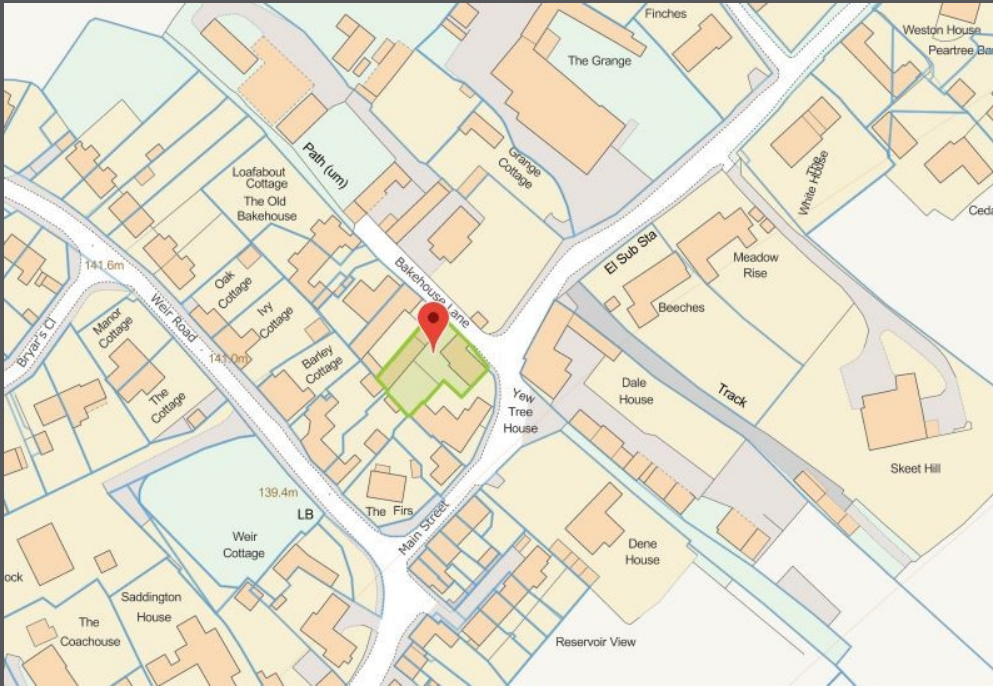 Finches
Weston House
Peartree Ba
The Grange
Path (um)
Grange
Cottage
The
White House
Loafabout
Cottage
The Old
Bakehouse
Ceda
El Sub Sta
Meadow
Rise
Bakehouse Lane
141.6m
Oak
Cottage
Beeches
Weir Road
Ivy
Cottage
Bryar's Cl
Manor
Cottage
141.0m
Barley
Cottage
The
Cottage
Yew
Tree
House
Dale
House
Track
Skeet Hill
139.4m
LB
The Firs
Main Street
Weir
Cottage
Dene
House
ock
Saddington
House
The
Coachouse
Reservoir View